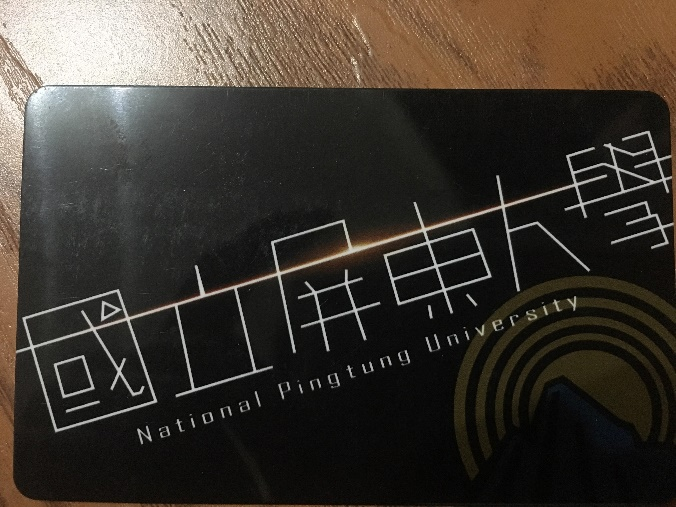 國立屏東大學
National Pingtung University